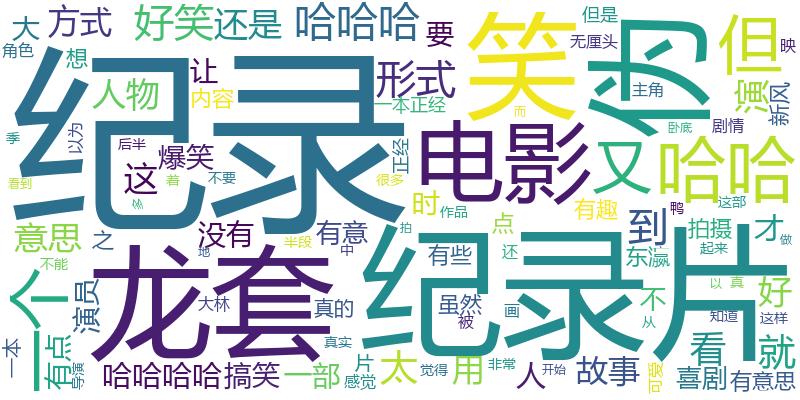 大 方式 好笑 还是 哈哈哈 要 笑 但是 伪 但 映
角色 想 让 形式 无厘头 主角 演 新风
纪录 人物 内容 一本正经 卧底 剧情
季 以为 后半 爆笑 正经 而 又 哈哈
看到 这 着 不要 很多 电影 这部
多 时 作品 有趣 鸭
意思 之 没有 有意 拍 点 到 拍摄 才
不能 地 半段 中 有些 还 东瀛 起来 做
个 龙套 纪录片
演员 大林 真的 虽然 画 不 以 真 好
一本 有点 真实 被 从 知道 这样
导演 哈哈哈哈 搞笑 一部 片 太 觉得 用 非常 人 开始 故事 可爱 看 喜剧 就
感觉 有意思